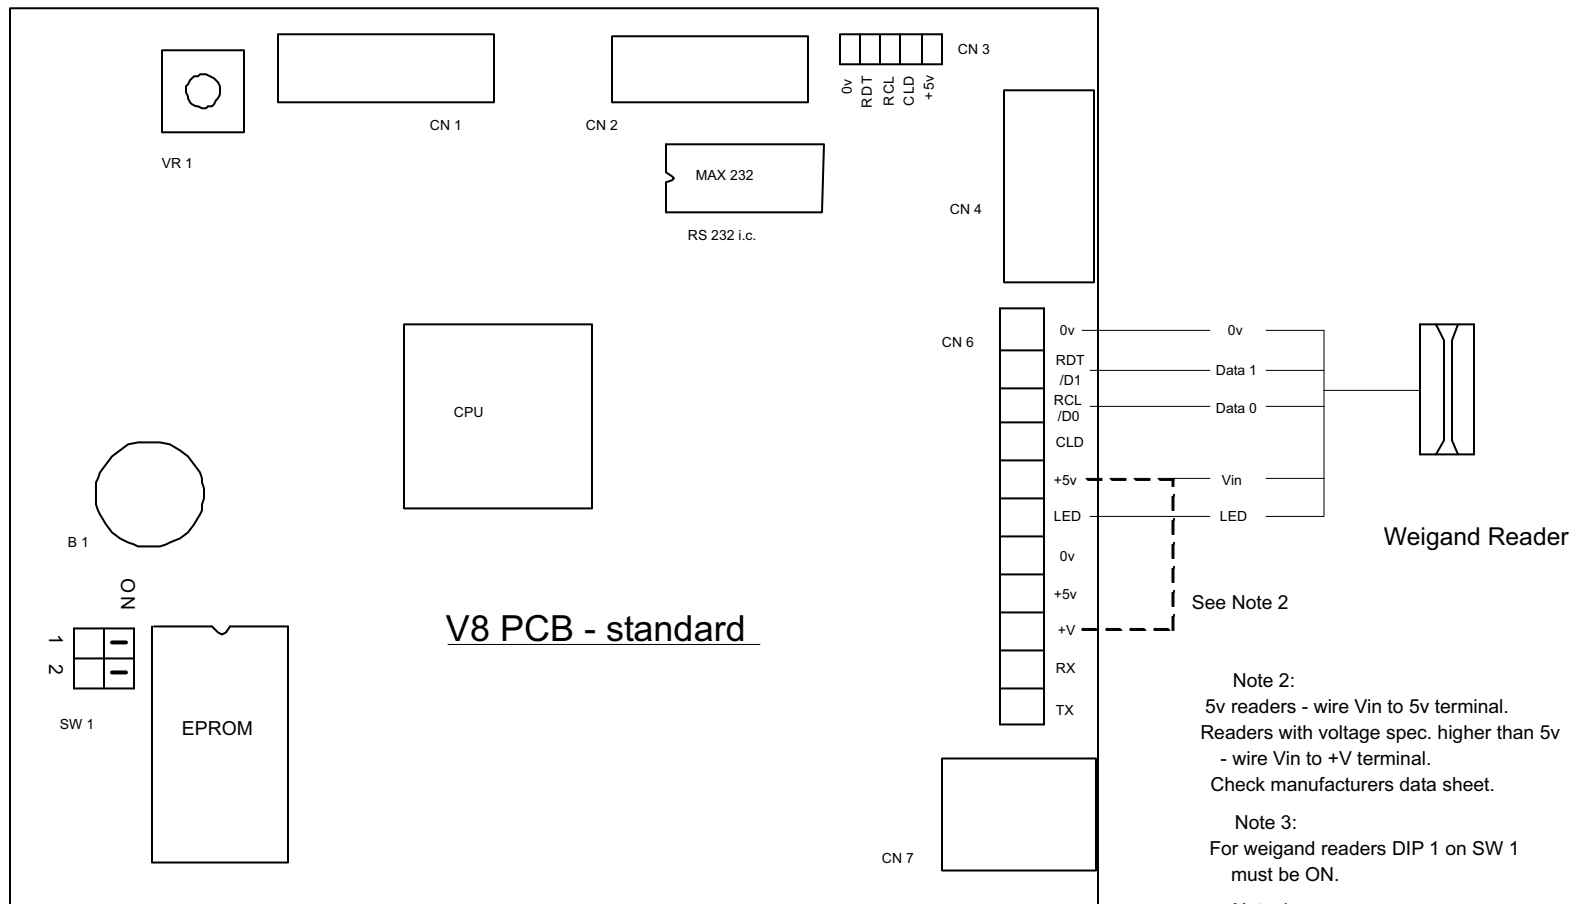 CN 3
0v
RDT
RCL
CLD
+5v
CN 1
CN 2
VR 1
MAX 232
RS 232 i.c.
CN 4
CN 6
0v
0v
RDT
/D1
Data 1
RCL
/D0
Data 0
CLD
CPU
+5v
Vin
LED
LED
Weigand Reader
B 1
0v
ON
+5v
See Note 2
V8 PCB - standard
+V
1
2
RX
TX
SW 1
EPROM
Note 2:
5v readers - wire Vin to 5v terminal.
Readers with voltage spec. higher than 5v
- wire Vin to +V terminal.
Check manufacturers data sheet.
Note 3:
For weigand readers DIP 1 on SW 1
must be ON.
CN 7